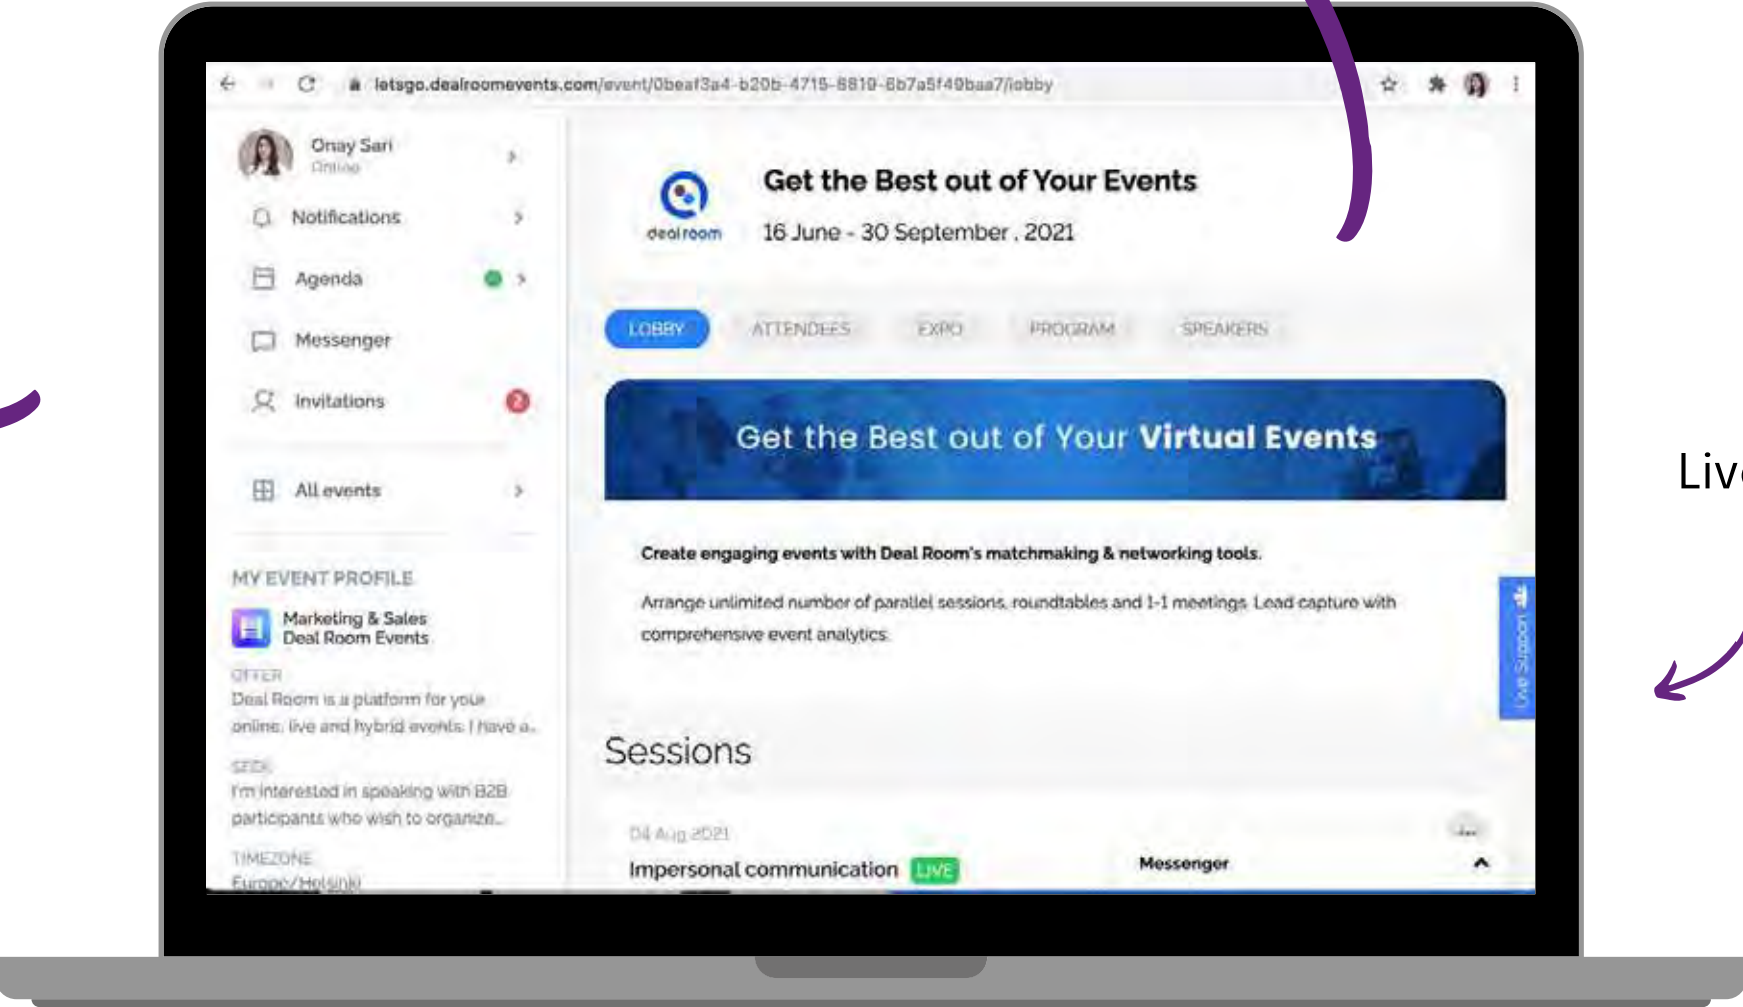 letsgo.dealroomevents.com/event/0beaf3a4-b20b-4715-8819-6b7a5f49baa7/lobby
Onay Sari
Online
Notifications
Agenda
Messenger
Invitations 2
All events
MY EVENT PROFILE
Marketing & Sales
Deal Room Events
OFFER
Deal Room is a platform for your
online, live and hybrid events. I have a...
SEEK
I'm interested in speaking with B2B
participants who wish to organize...
TIMEZONE
Europe/Helsinki
dealroom
Get the Best out of Your Events
16 June - 30 September , 2021
LOBBY ATTENDEES EXPO PROGRAM SPEAKERS
Get the Best out of Your Virtual Events
Create engaging events with Deal Room's matchmaking & networking tools.
Arrange unlimited number of parallel sessions, roundtables and 1-1 meetings. Lead capture with
comprehensive event analytics.
Live Support
Sessions
04 Aug 2021
Impersonal communication LIVE
Messenger